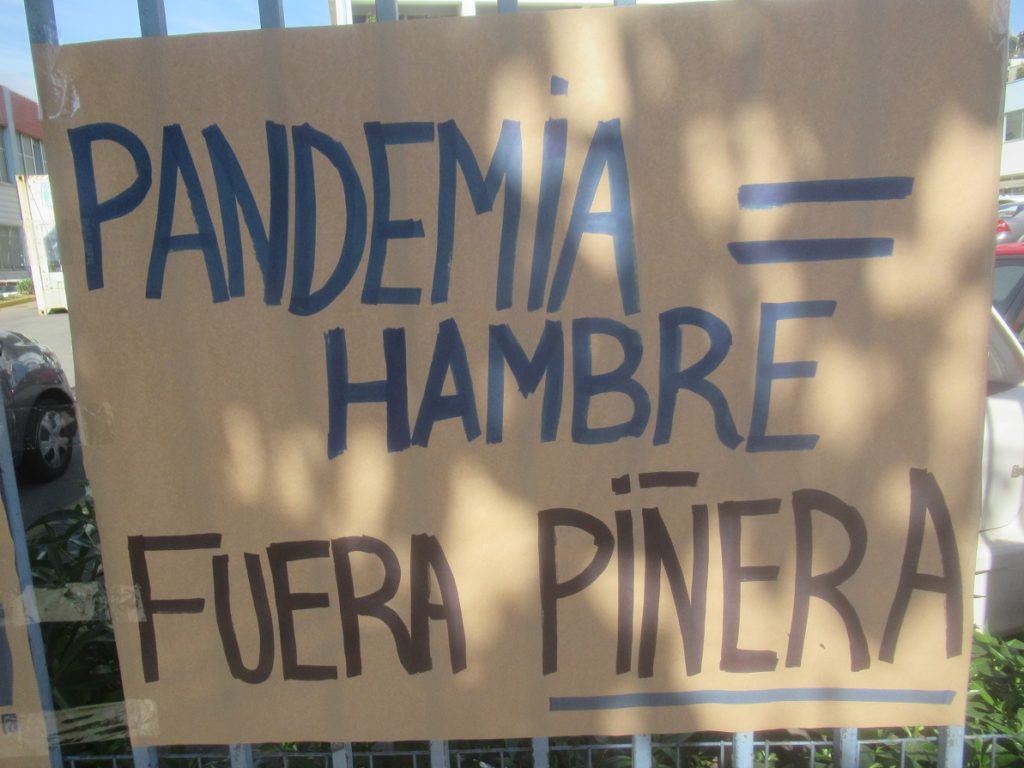 PANDEMIA =
HAMBRE
FUERA PIÑERA